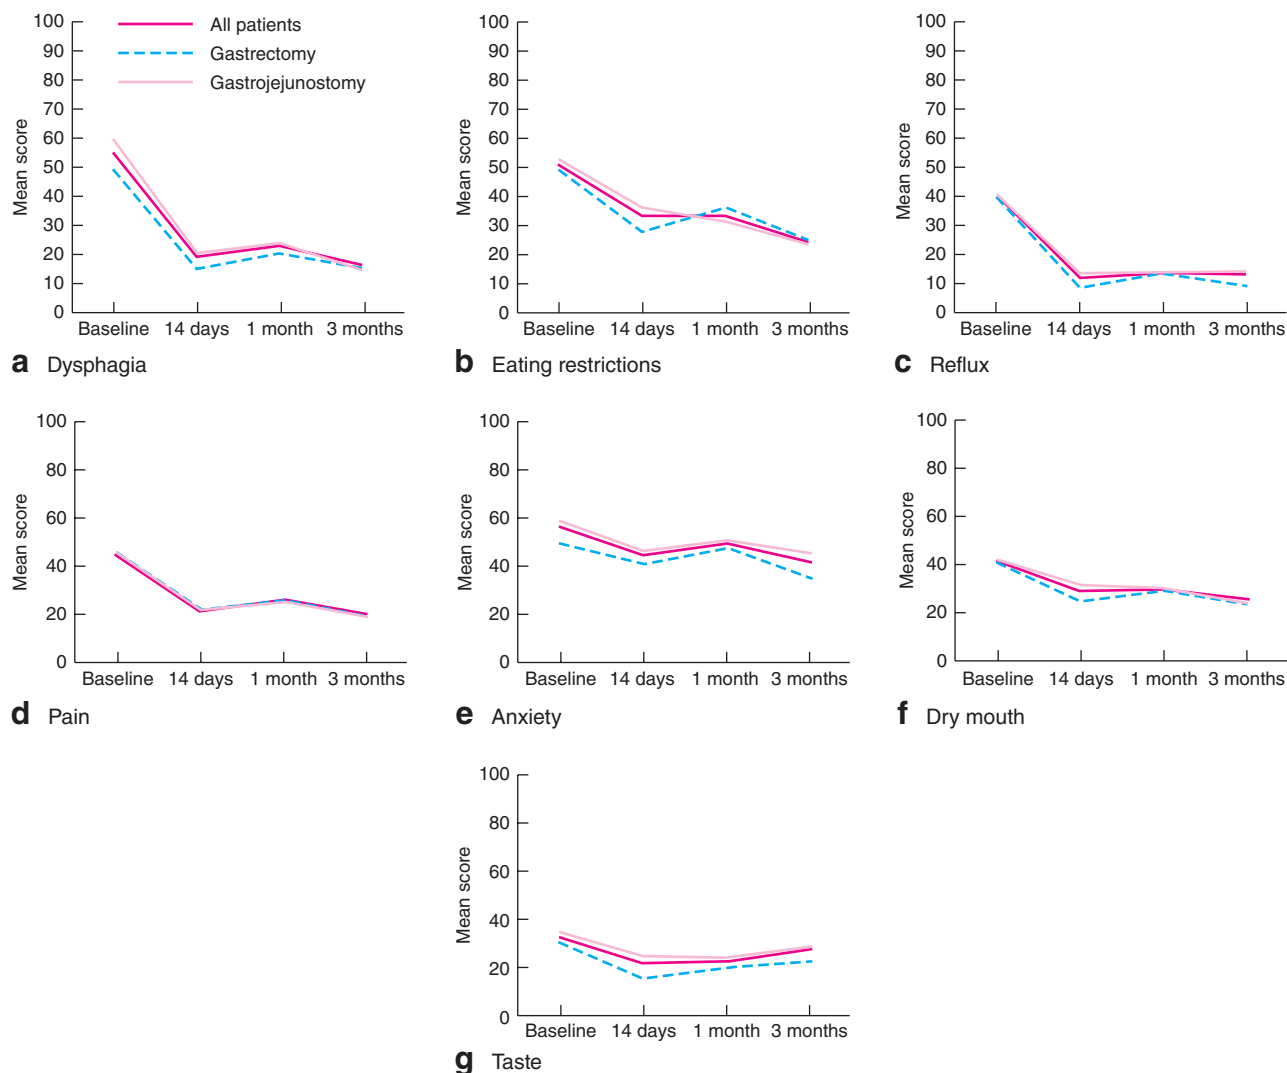 All patients
Gastrectomy
Gastrojejunostomy
Mean score
100
90
80
70
60
50
40
30
20
10
0
Baseline 14 days 1 month 3 months
a Dysphagia
Mean score
100
90
80
70
60
50
40
30
20
10
0
Baseline 14 days 1 month 3 months
b Eating restrictions
Mean score
100
90
80
70
60
50
40
30
20
10
0
Baseline 14 days 1 month 3 months
c Reflux
Mean score
100
80
60
40
20
0
Baseline 14 days 1 month 3 months
d Pain
Mean score
100
80
60
40
20
0
Baseline 14 days 1 month 3 months
e Anxiety
Mean score
100
80
60
40
20
0
Baseline 14 days 1 month 3 months
f Dry mouth
Mean score
100
80
60
40
20
0
Baseline 14 days 1 month 3 months
g Taste